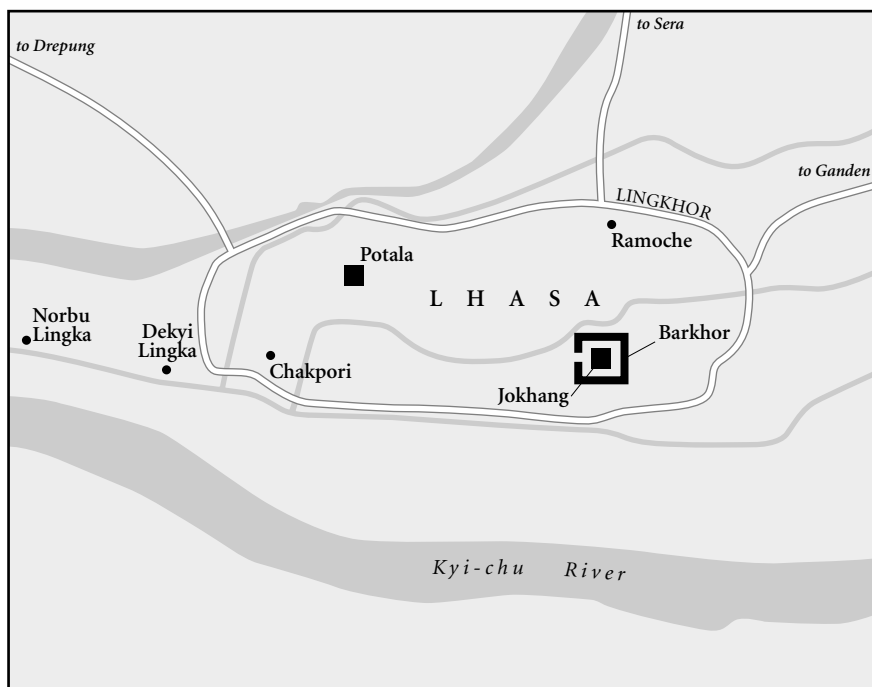 to Drepung
to Sera
to Ganden
LINGKHOR
Ramoche
Potala
L H A S A
Norbu
Lingka
Dekyi
Lingka
Barkhor
Chakpori
Jokhang
Kyi-chu River